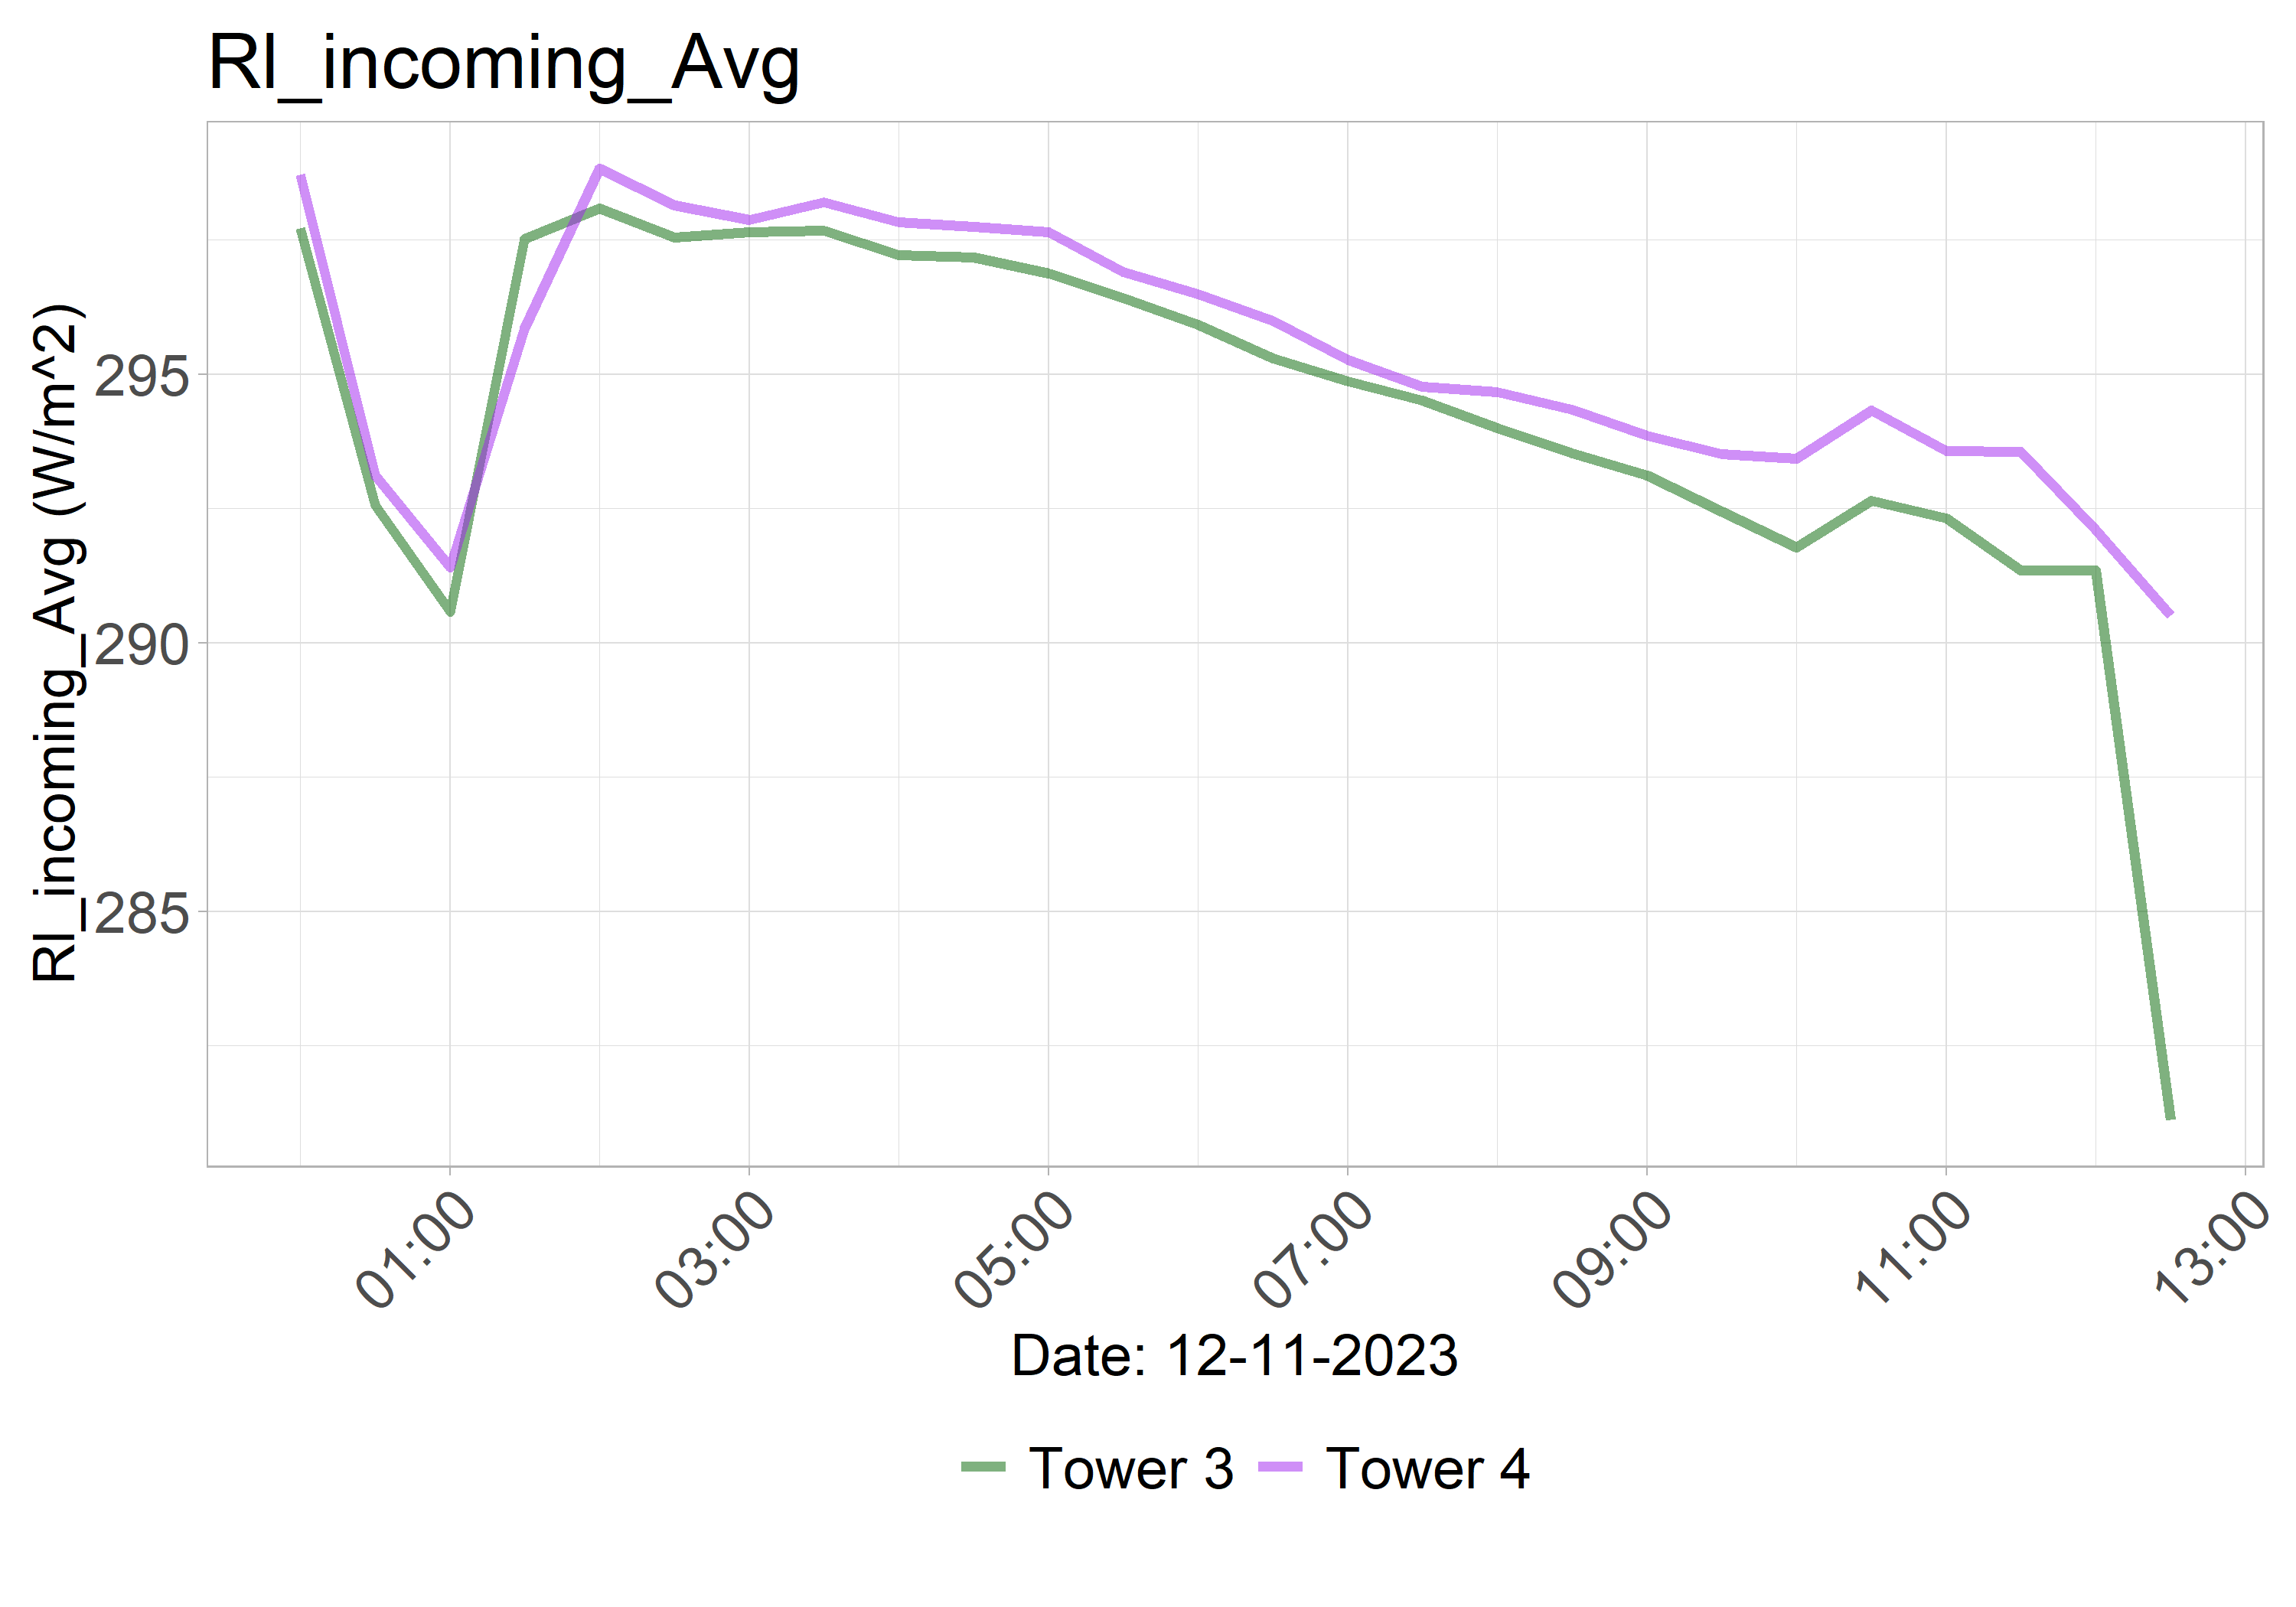 Rl_incoming_Avg
Rl_incoming_Avg (W/m^2)
295
290
285
01:00
03:00
05:00
07:00
09:00
11:00
13:00
Date: 12-11-2023
Tower 3
Tower 4